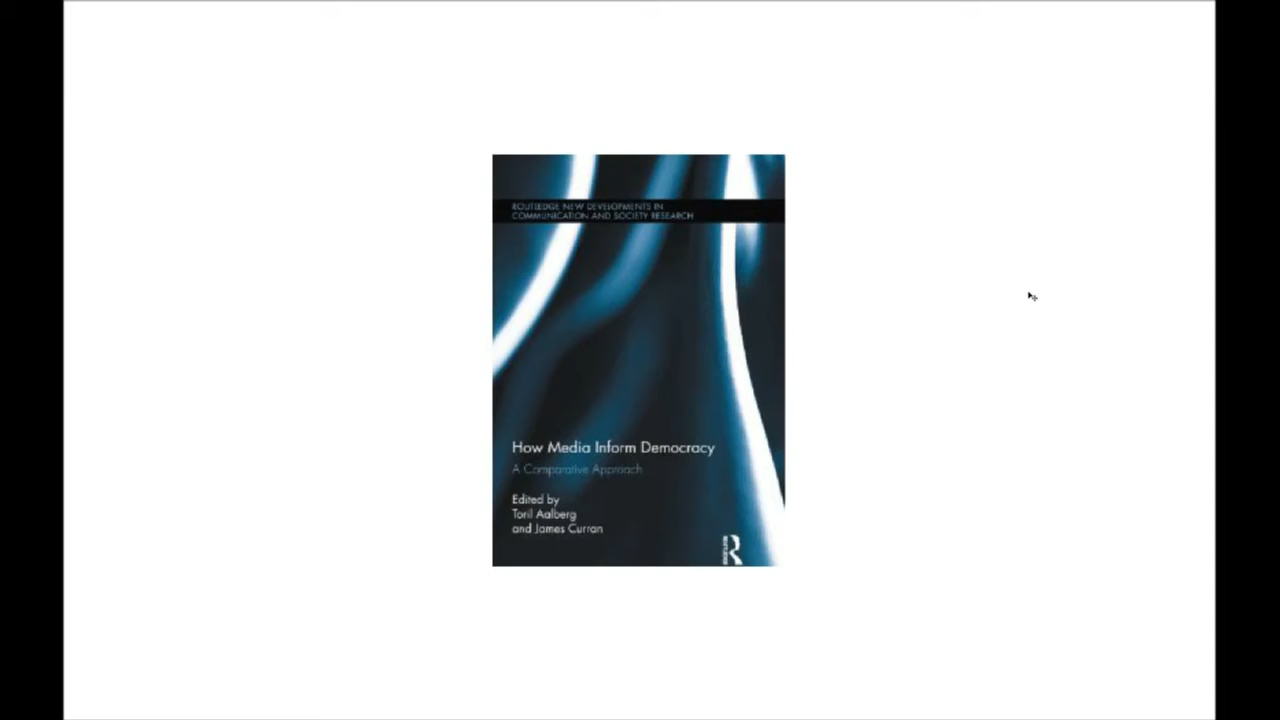 ROUTLEDGE NEW DEVELOPMENTS IN
COMMUNICATION AND SOCIETY RESEARCH
How Media Inform Democracy
A Comparative Approach
Edited by
Toril Aalberg
and James Curran